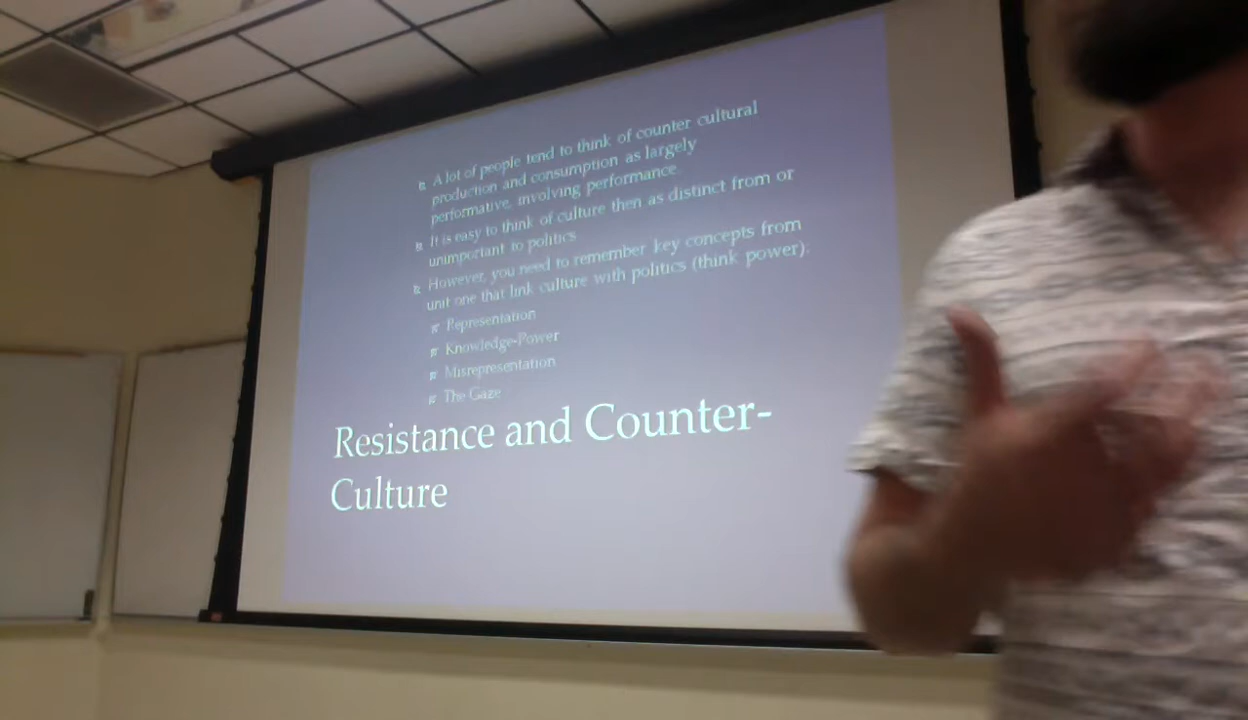 A lot of people tend to think of counter cultural
production and consumption as largely
performative, involving performance.
It is easy to think of culture then as distinct from or
unimportant to politics
However, you need to remember key concepts from
unit one that link culture with politics (think power):
Representation
Knowledge-Power
Misrepresentation
The Gaze
Resistance and Counter-
Culture